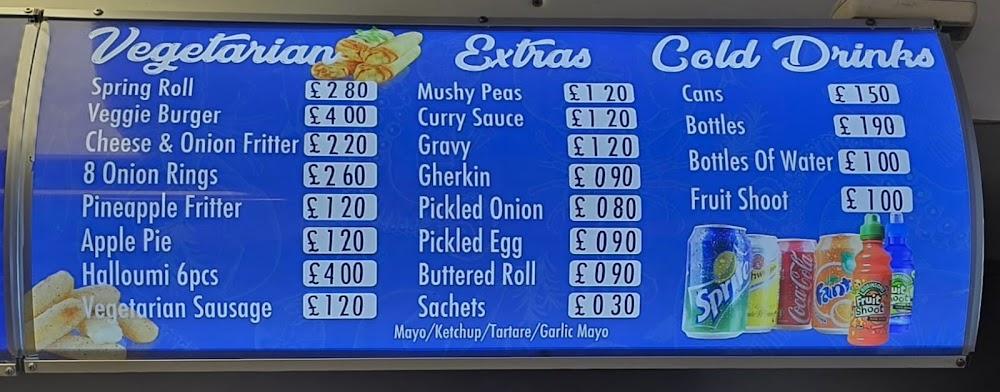 Vegetarian
Spring Roll £2 80
Veggie Burger £4 00
Cheese & Onion Fritter £2 20
8 Onion Rings £2 60
Pineapple Fritter £1 20
Apple Pie £1 20
Halloumi 6pcs £4 00
Vegetarian Sausage £1 20
Extras
Mushy Peas £1 20
Curry Sauce £1 20
Gravy £1 20
Gherkin £0 90
Pickled Onion £0 80
Pickled Egg £0 90
Buttered Roll £0 90
Sachets £0 30
Mayo/Ketchup/Tartare/Garlic Mayo
Cold Drinks
Cans £1 50
Bottles £1 90
Bottles Of Water £1 00
Fruit Shoot £1 00
Sprite
Coca-Cola
Fanta
Fruit Shoot